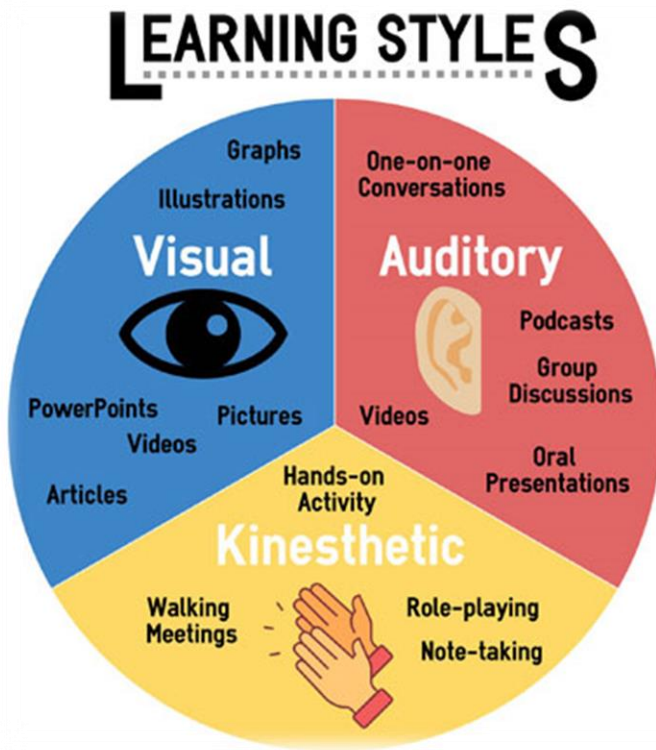 LEARNING STYLES
Graphs
Illustrations
Visual
PowerPoints
Pictures
Videos
Articles
One-on-one
Conversations
Auditory
Podcasts
Group
Discussions
Videos
Oral
Presentations
Hands-on
Activity
Kinesthetic
Walking
Meetings
Role-playing
Note-taking